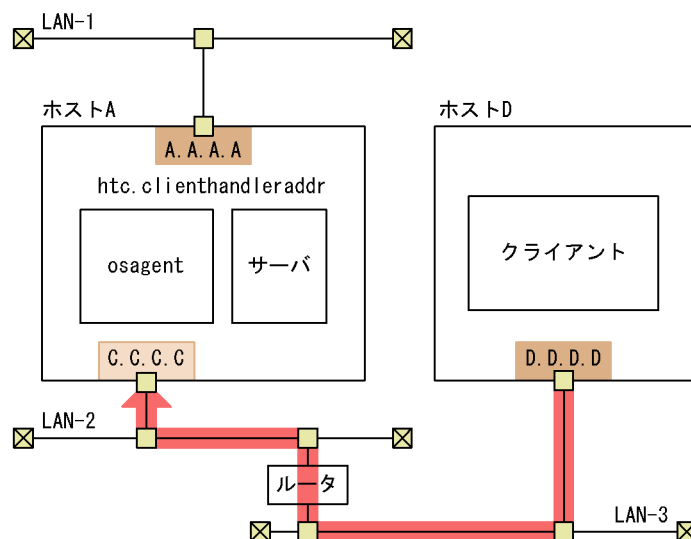 LAN-1
ホストA
ホストD
A.A.A.A
htc.clienthandleraddr
osagent
サーバ
クライアント
C.C.C.C
D.D.D.D
LAN-2
ルータ
LAN-3